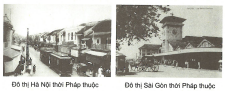 Đô thị Hà Nội thời Pháp thuộc
Đô thị Sài Gòn thời Pháp thuộc